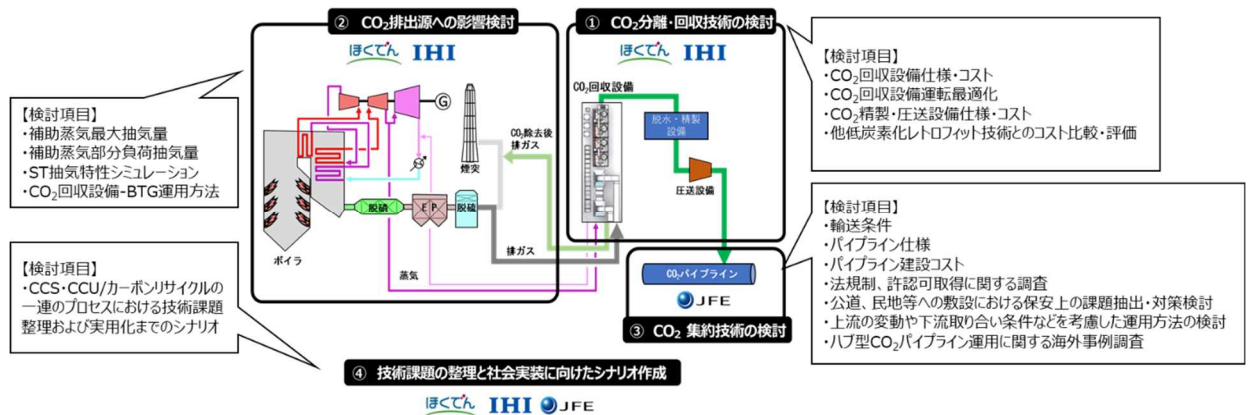 ② CO₂排出源への影響検討
ほくでん IHI
① CO₂分離・回収技術の検討
ほくでん IHI
【検討項目】
・補助蒸気最大抽気量
・補助蒸気部分負荷抽気量
・ST抽気特性シミュレーション
・CO₂回収設備-BTG運用方法
G
ボイラ
脱硝
EP
脱硫
煙突
CO₂除去後
排ガス
排ガス
蒸気
CO₂回収設備
脱水・精製
設備
圧送設備
【検討項目】
・CO₂回収設備仕様・コスト
・CO₂回収設備運転最適化
・CO₂精製・圧送設備仕様・コスト
・他低炭素化レトロフィット技術とのコスト比較・評価
CO₂パイプライン
JFE
③ CO₂ 集約技術の検討
【検討項目】
・輸送条件
・パイプライン仕様
・パイプライン建設コスト
・法規制、許認可取得に関する調査
・公道、民地等への敷設における保安上の課題抽出・対策検討
・上流の変動や下流取り合い条件などを考慮した運用方法の検討
・ハブ型CO₂パイプライン運用に関する海外事例調査
【検討項目】
・CCS・CCU/カーボンリサイクルの
一連のプロセスにおける技術課題
整理および実用化までのシナリオ
④ 技術課題の整理と社会実装に向けたシナリオ作成
ほくでん IHI JFE